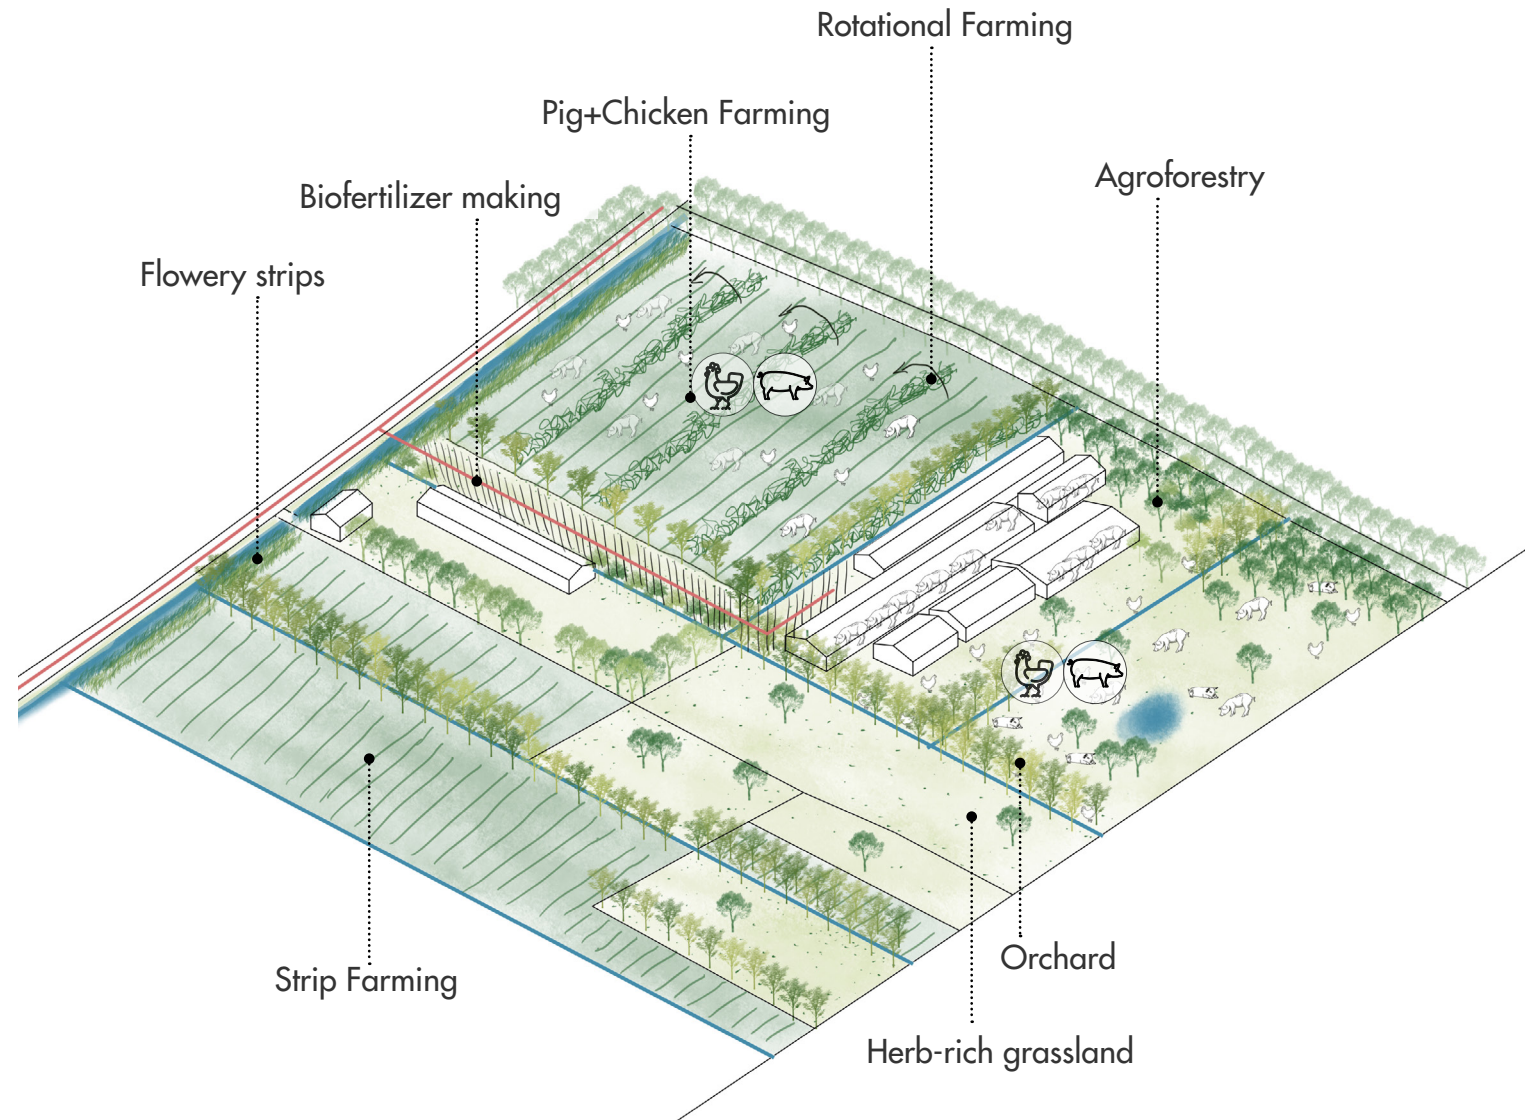 Rotational Farming
Pig+Chicken Farming
Agroforestry
Biofertilizer making
Flowery strips
Orchard
Strip Farming
Herb-rich grassland